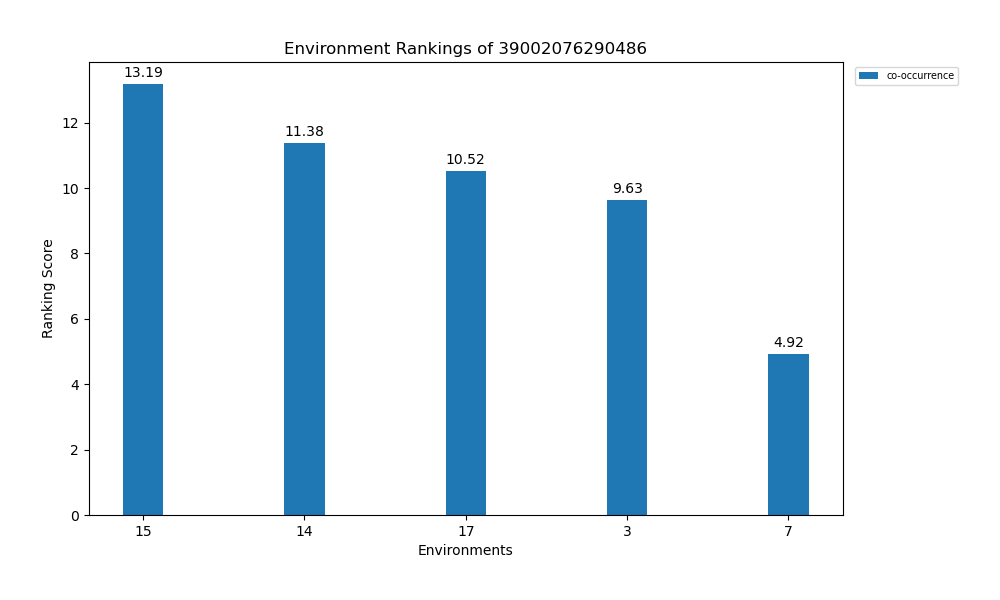 Environment Rankings of 39002076290486
co-occurrence
13.19
11.38
10.52
9.63
4.92
Ranking Score
12
10
8
6
4
2
0
15 14 17 3 7
Environments